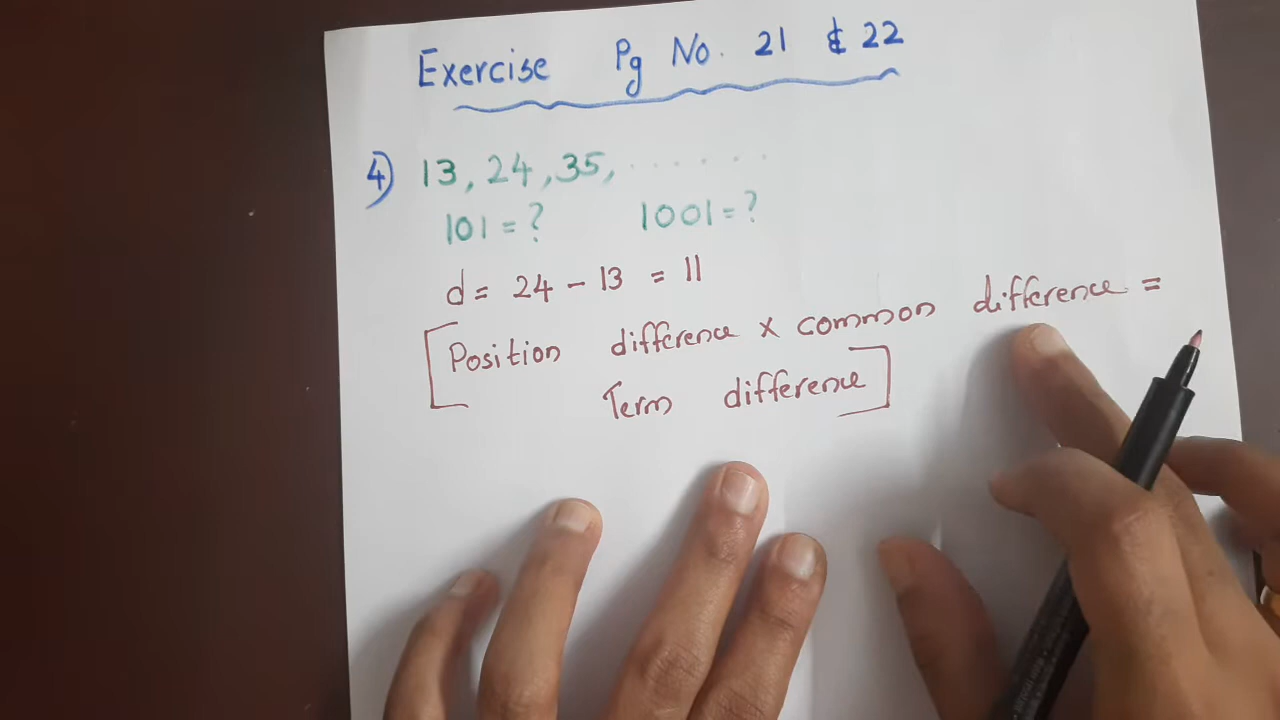 Exercise Pg No. 21 & 22
4) 13, 24, 35, .......
101 = ? 1001 = ?
d = 24 - 13 = 11
[Position difference x common difference =
Term difference]